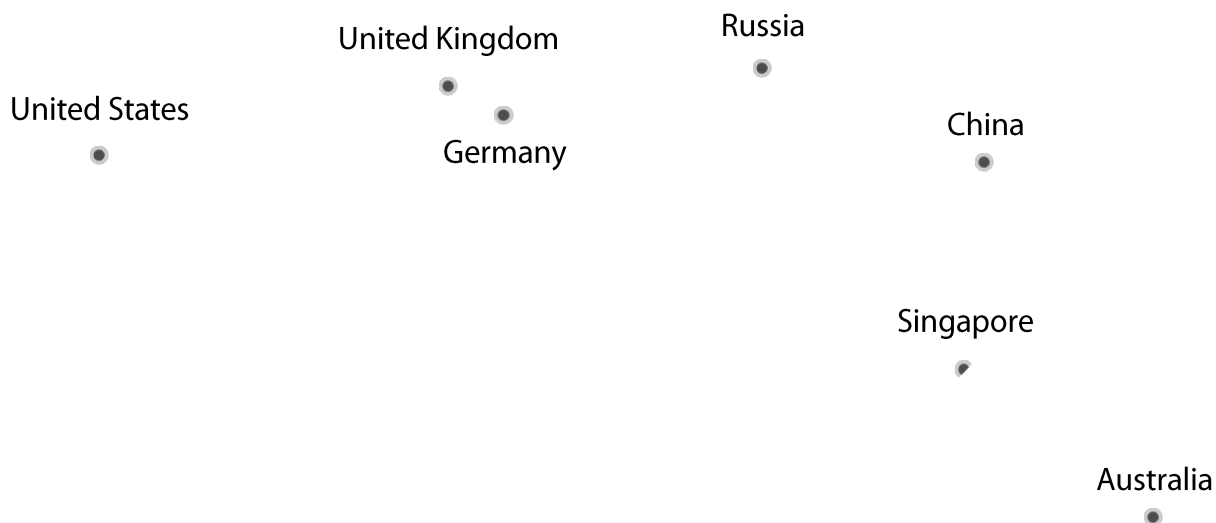 Russia
United Kingdom
United States
China
Germany
Singapore
Australia